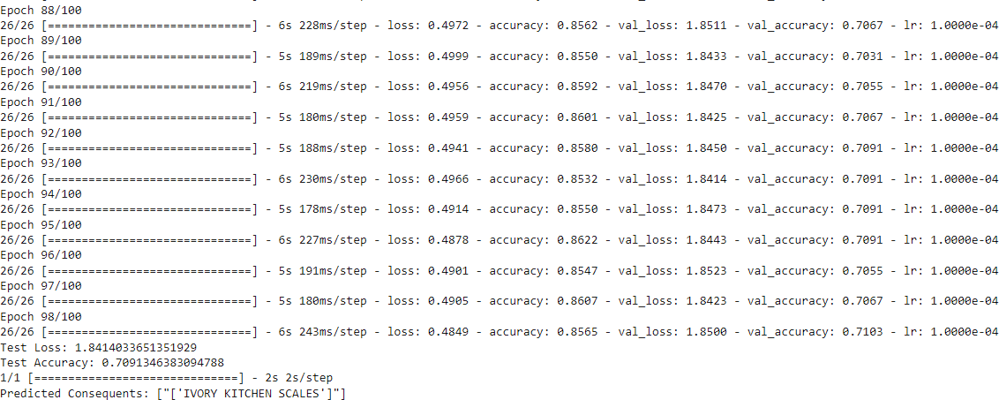 Epoch 88/100
26/26 [==============================] - 6s 228ms/step - loss: 0.4972 - accuracy: 0.8562 - val_loss: 1.8511 - val_accuracy: 0.7067 - lr: 1.0000e-04
Epoch 89/100
26/26 [==============================] - 5s 189ms/step - loss: 0.4999 - accuracy: 0.8550 - val_loss: 1.8433 - val_accuracy: 0.7031 - lr: 1.0000e-04
Epoch 90/100
26/26 [==============================] - 6s 219ms/step - loss: 0.4956 - accuracy: 0.8592 - val_loss: 1.8470 - val_accuracy: 0.7055 - lr: 1.0000e-04
Epoch 91/100
26/26 [==============================] - 5s 180ms/step - loss: 0.4959 - accuracy: 0.8601 - val_loss: 1.8425 - val_accuracy: 0.7067 - lr: 1.0000e-04
Epoch 92/100
26/26 [==============================] - 5s 188ms/step - loss: 0.4941 - accuracy: 0.8580 - val_loss: 1.8450 - val_accuracy: 0.7091 - lr: 1.0000e-04
Epoch 93/100
26/26 [==============================] - 6s 230ms/step - loss: 0.4966 - accuracy: 0.8532 - val_loss: 1.8414 - val_accuracy: 0.7091 - lr: 1.0000e-04
Epoch 94/100
26/26 [==============================] - 5s 178ms/step - loss: 0.4914 - accuracy: 0.8550 - val_loss: 1.8473 - val_accuracy: 0.7091 - lr: 1.0000e-04
Epoch 95/100
26/26 [==============================] - 6s 227ms/step - loss: 0.4878 - accuracy: 0.8622 - val_loss: 1.8443 - val_accuracy: 0.7091 - lr: 1.0000e-04
Epoch 96/100
26/26 [==============================] - 5s 191ms/step - loss: 0.4901 - accuracy: 0.8547 - val_loss: 1.8523 - val_accuracy: 0.7055 - lr: 1.0000e-04
Epoch 97/100
26/26 [==============================] - 5s 180ms/step - loss: 0.4905 - accuracy: 0.8607 - val_loss: 1.8423 - val_accuracy: 0.7067 - lr: 1.0000e-04
Epoch 98/100
26/26 [==============================] - 6s 243ms/step - loss: 0.4849 - accuracy: 0.8565 - val_loss: 1.8500 - val_accuracy: 0.7103 - lr: 1.0000e-04
Test Loss: 1.8414033651351929
Test Accuracy: 0.7091346383094788
1/1 [==============================] - 2s 2s/step
Predicted Consequents: ["['IVORY KITCHEN SCALES']"]